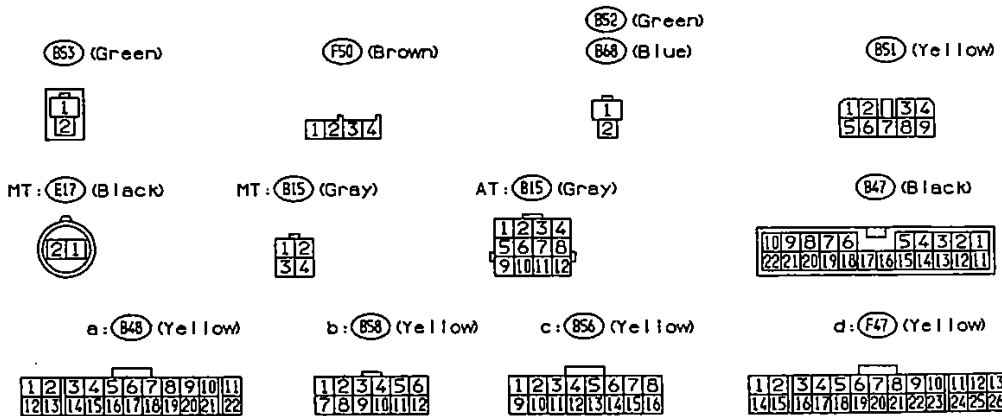 B52 (Green)
B53 (Green) F50 (Brown) B68 (Blue) B51 (Yellow)
1 1 1 2 3 4
2 1 2 3 4 2 5 6 7 8 9
MT: E17 (Black) MT: B15 (Gray) AT: B15 (Gray) B47 (Black)
2 1 1 2 1 2 3 4 10 9 8 7 6 5 4 3 2 1
3 4 5 6 7 8 22 21 20 19 18 17 16 15 14 13 12 11
9 10 11 12
a: B48 (Yellow) b: B58 (Yellow) c: B56 (Yellow) d: F47 (Yellow)
1 2 3 4 5 6 7 8 9 10 11 1 2 3 4 5 6 1 2 3 4 5 6 7 8 1 2 3 4 5 6 7 8 9 10 11 12 13
12 13 14 15 16 17 18 19 20 21 22 7 8 9 10 11 12 9 10 11 12 13 14 15 16 14 15 16 17 18 19 20 21 22 23 24 25 26